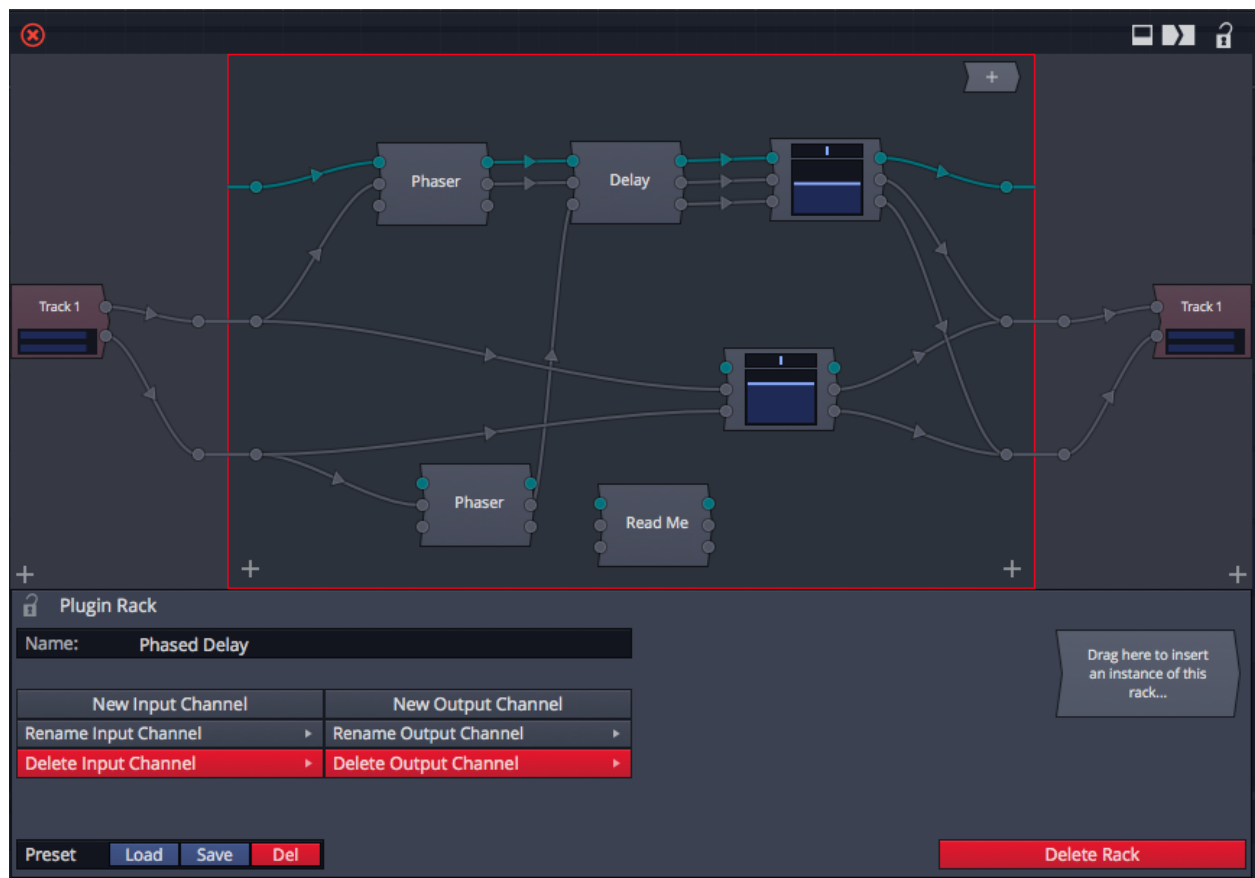 +
Phaser
Delay
Track 1
Track 1
Phaser
Read Me
+
+
+
+
Plugin Rack
Name: Phased Delay
Drag here to insert
an instance of this
rack...
New Input Channel
New Output Channel
Rename Input Channel
Rename Output Channel
Delete Input Channel
Delete Output Channel
Preset
Load
Save
Del
Delete Rack